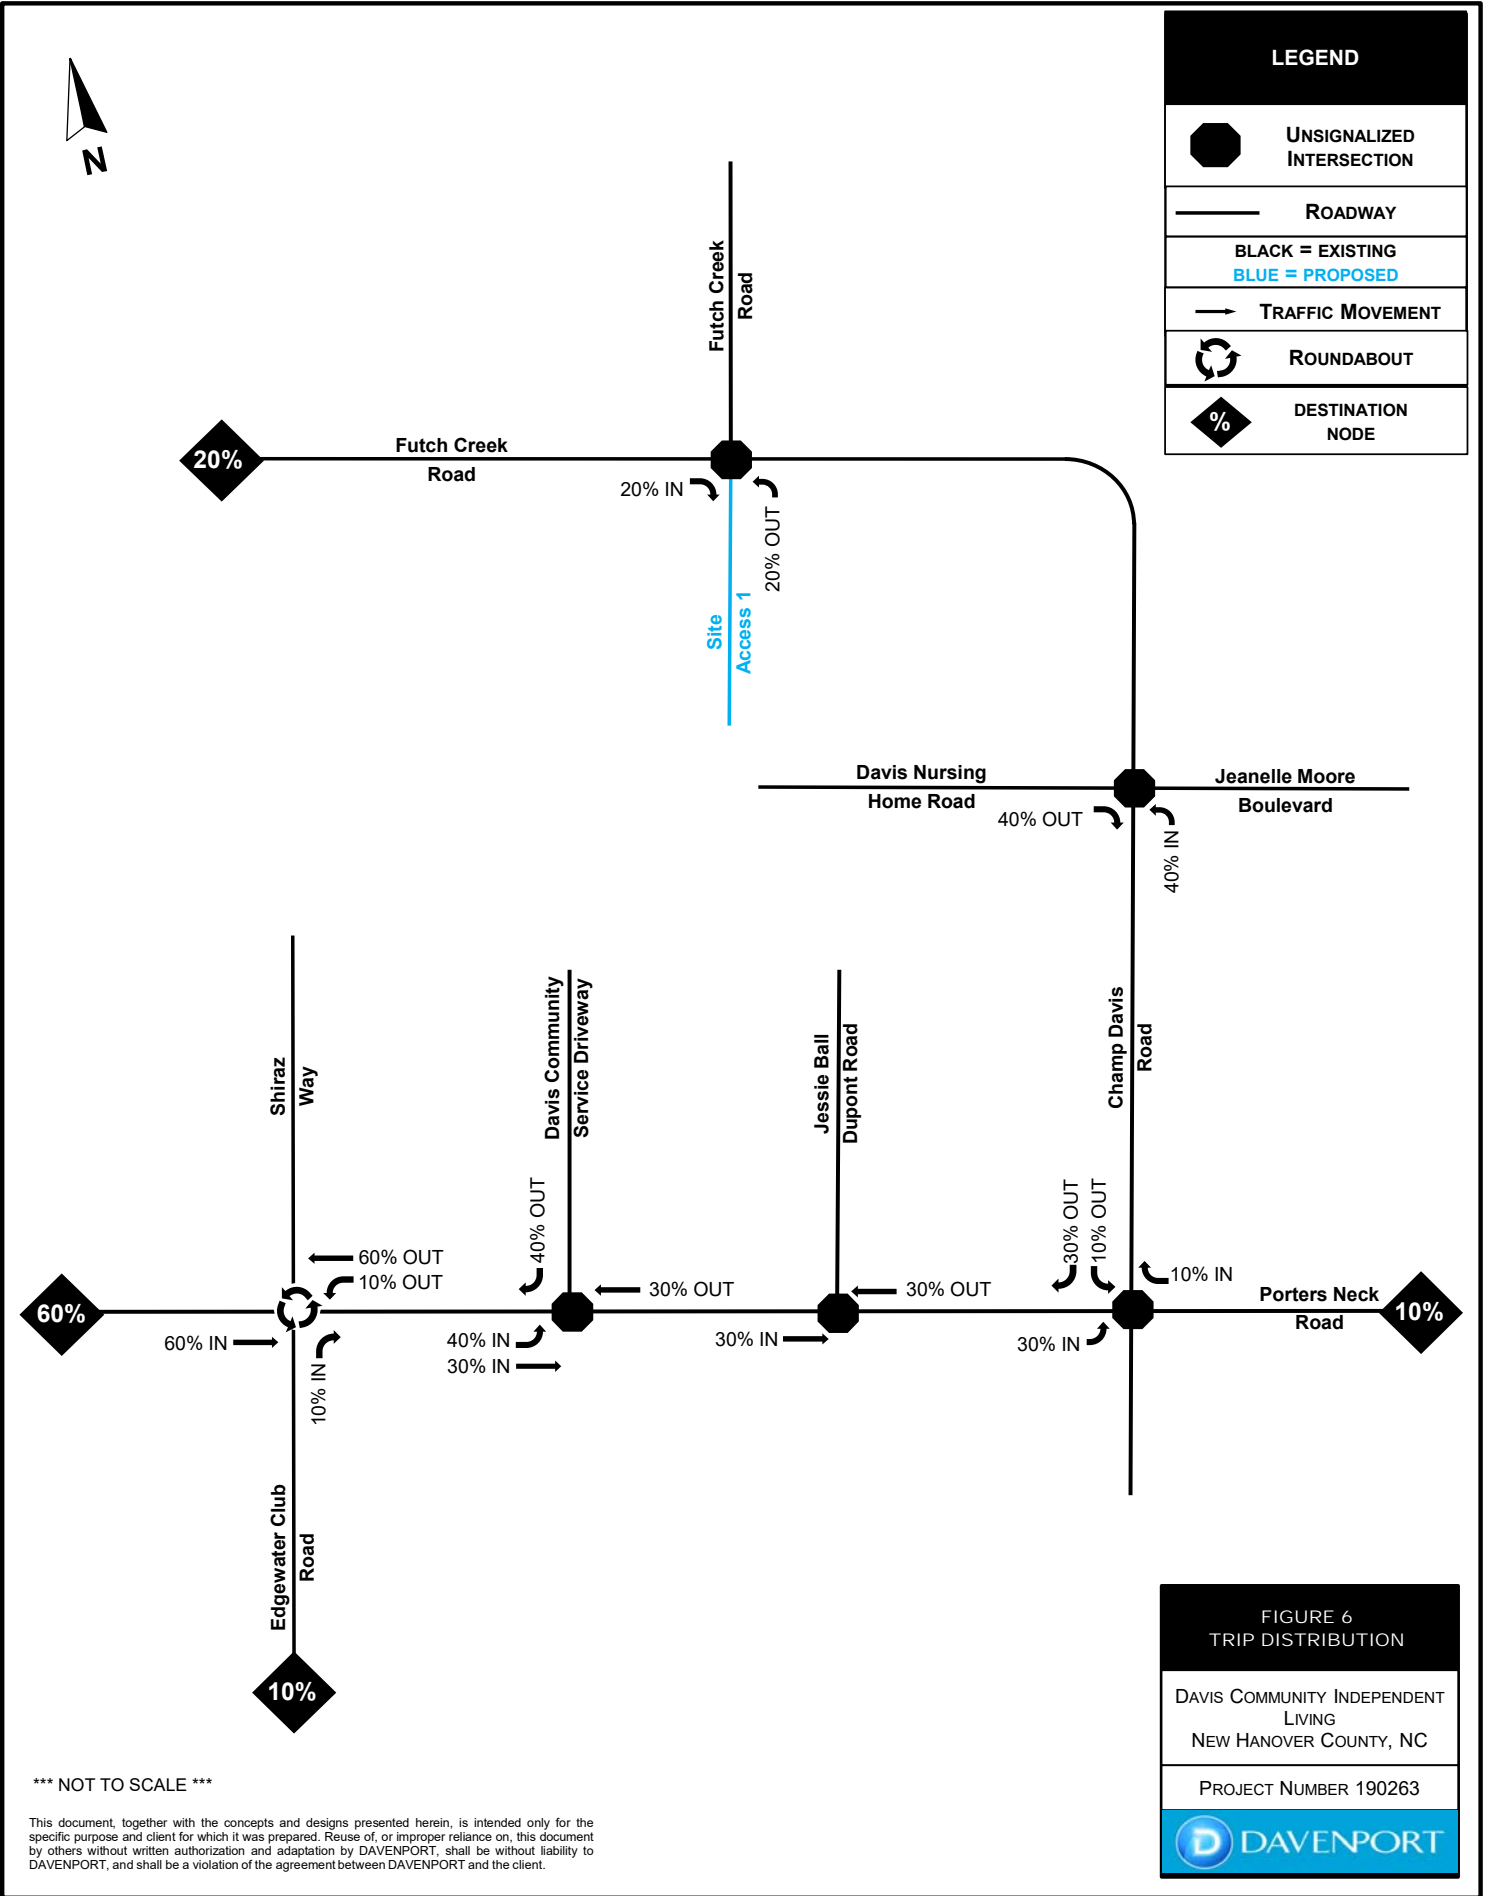 LEGEND
UNSIGNALIZED
INTERSECTION
ROADWAY
BLACK = EXISTING
BLUE = PROPOSED
TRAFFIC MOVEMENT
ROUNDABOUT
%
DESTINATION
NODE
N
Futch Creek
Road
20%
Futch Creek
Road
20% IN
20% OUT
Site
Access 1
Davis Nursing
Home Road
Jeanelle Moore
Boulevard
40% OUT
40% IN
Shiraz
Way
Davis Community
Service Driveway
Jessie Ball
Dupont Road
Champ Davis
Road
60% OUT
10% OUT
40% OUT
30% OUT
30% OUT
30% OUT
10% OUT
10% IN
Porters Neck
Road
10%
60%
60% IN
10% IN
40% IN
30% IN
30% IN
30% IN
Edgewater Club
Road
10%
FIGURE 6
TRIP DISTRIBUTION
DAVIS COMMUNITY INDEPENDENT
LIVING
NEW HANOVER COUNTY, NC
PROJECT NUMBER 190263
D DAVENPORT
*** NOT TO SCALE ***
This document, together with the concepts and designs presented herein, is intended only for the
specific purpose and client for which it was prepared. Reuse of, or improper reliance on, this document
by others without written authorization and adaptation by DAVENPORT, shall be without liability to
DAVENPORT, and shall be a violation of the agreement between DAVENPORT and the client.